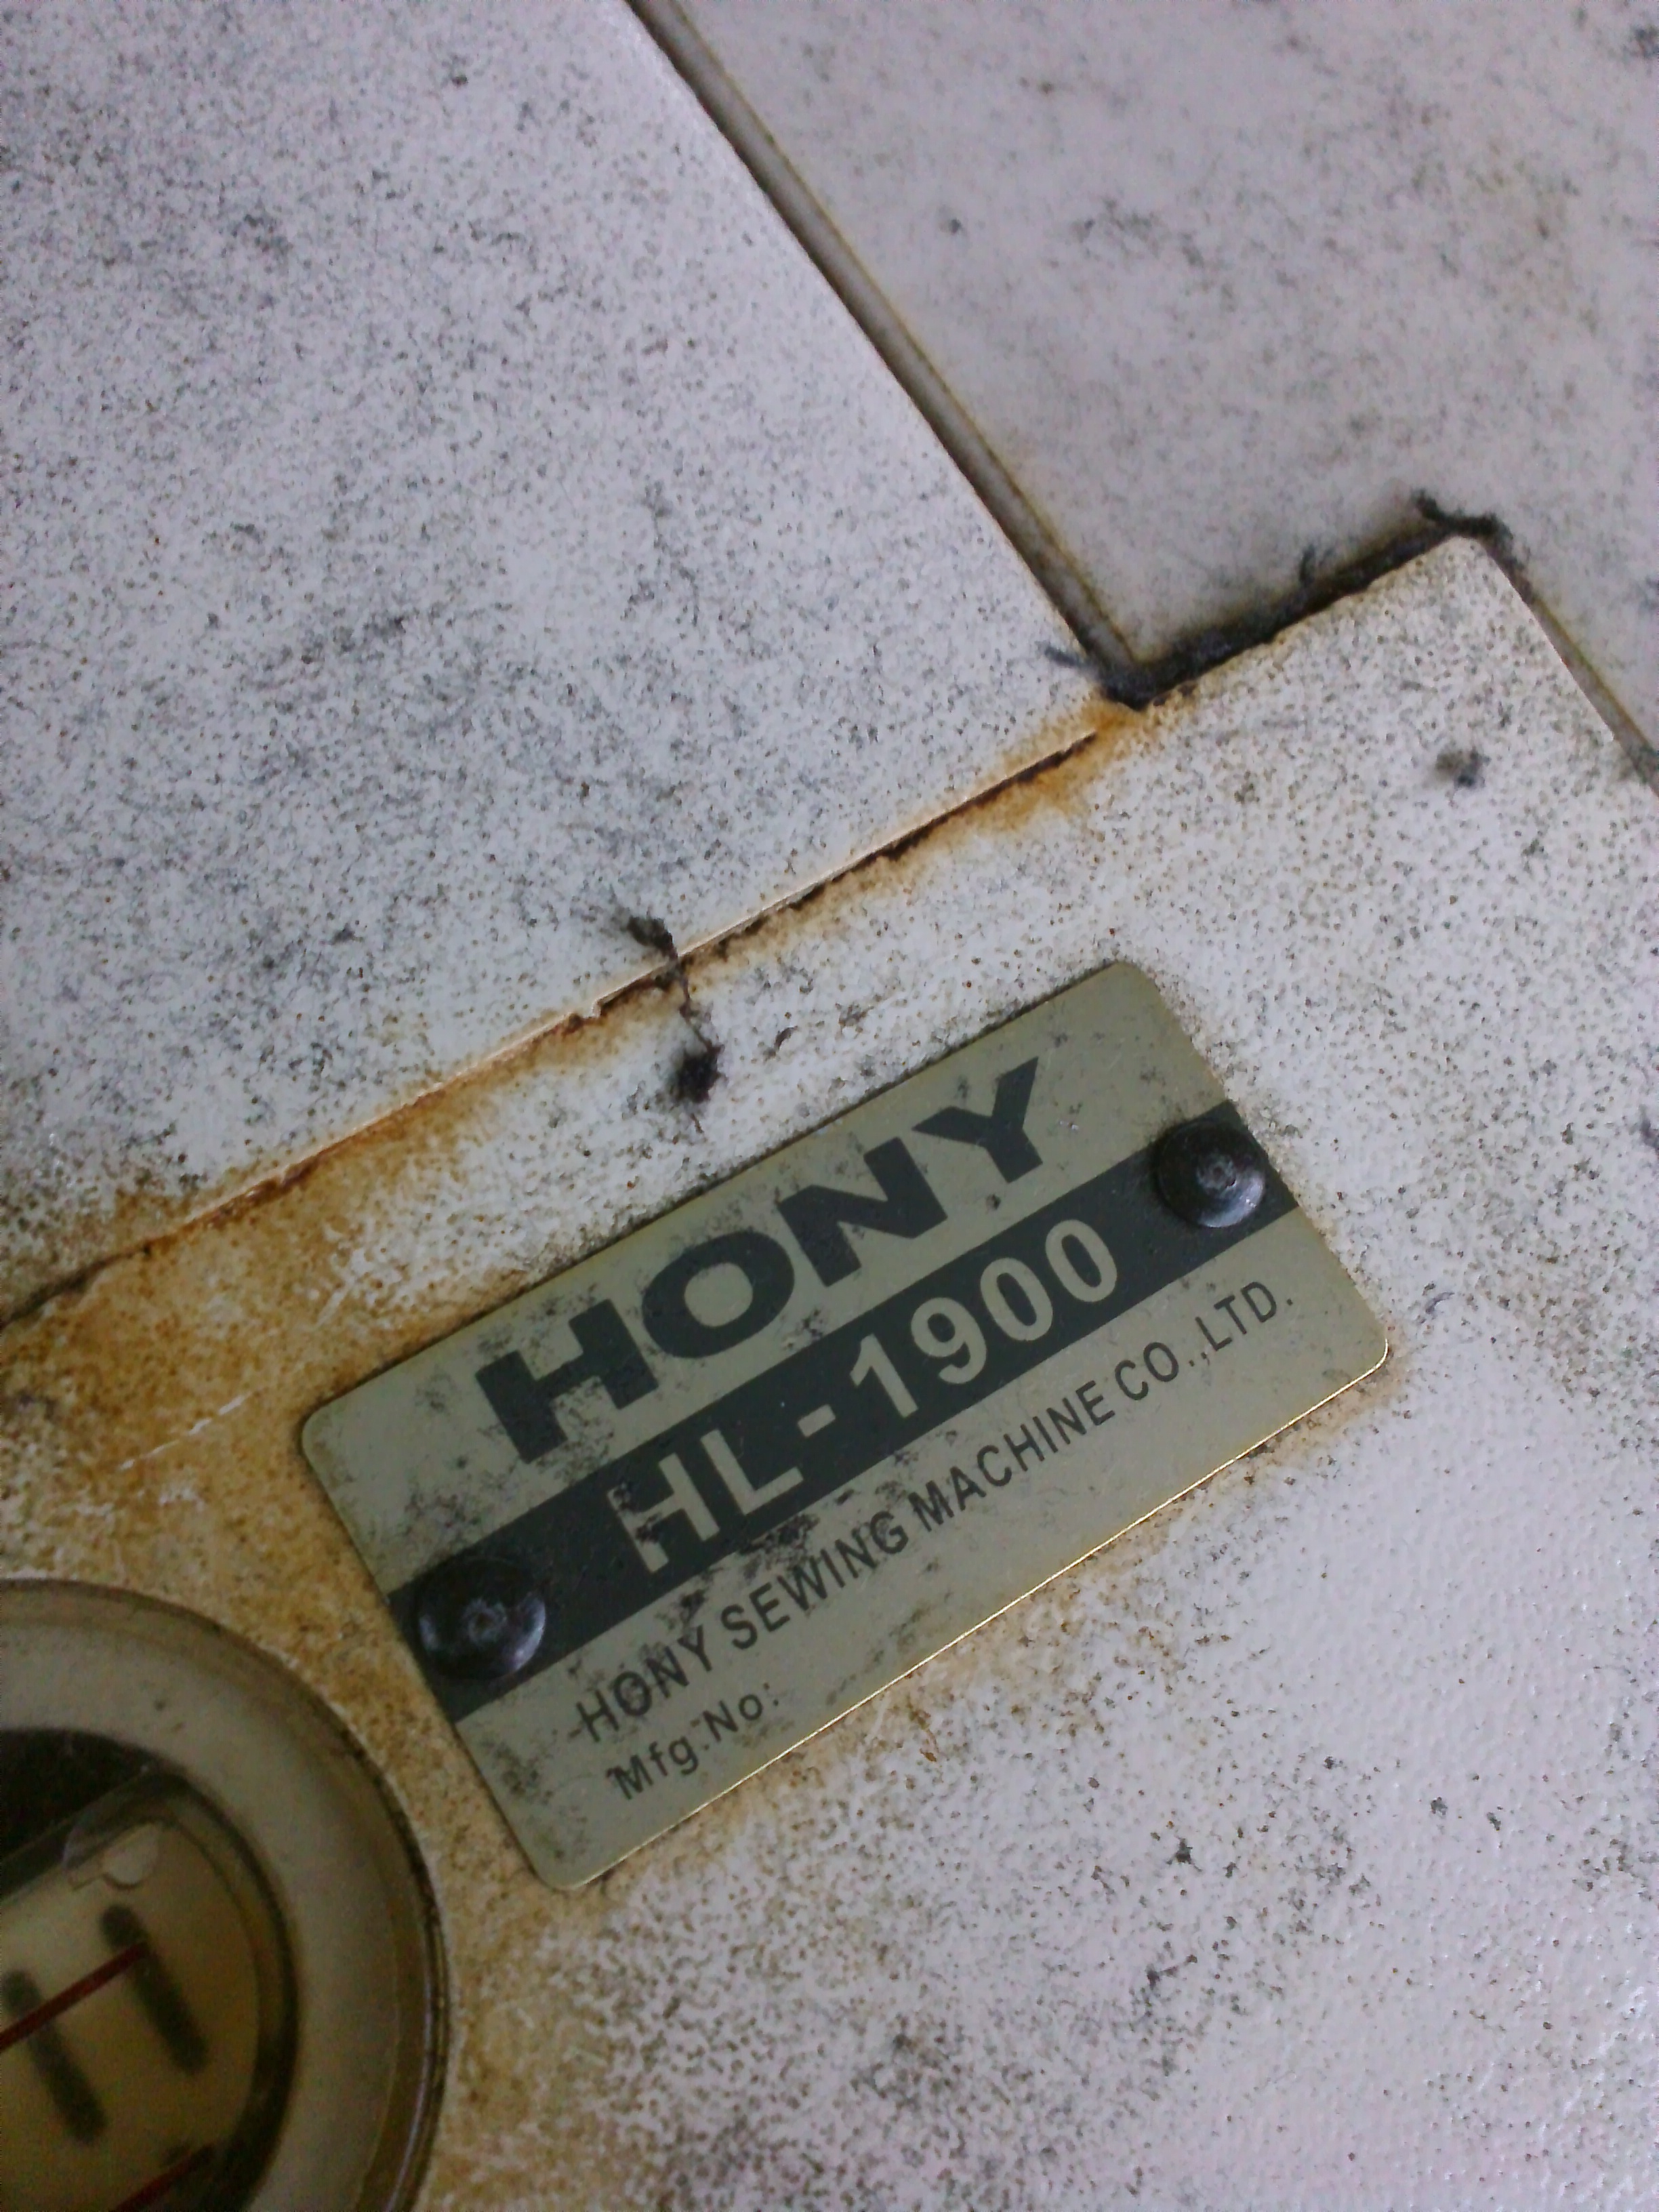 HONY
HL-1900
HONY SEWING MACHINE CO.,LTD.
Mfg.No: